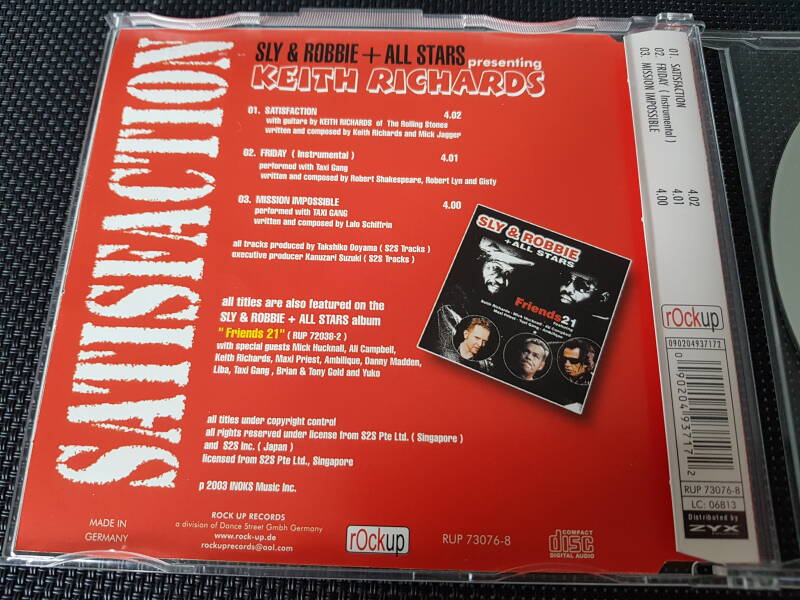 SATISFACTION
SLY & ROBBIE + ALL STARS presenting
KEITH RICHARDS
01. SATISFACTION 4.02
with guitars by KEITH RICHARDS of The Rolling Stones
written and composed by Keith Richards and Mick Jagger
02. FRIDAY ( Instrumental ) 4.01
performed with Taxi Gang
written and composed by Robert Shakespeare, Robert Lyn and Gisty
03. MISSION IMPOSSIBLE 4.00
performed with TAXI GANG
written and composed by Lalo Schiffrin
all tracks produced by Takshiko Ooyama ( S2S Tracks )
executive producer Kanuzari Suzuki ( S2S Tracks )
all titles are also featured on the
SLY & ROBBIE + ALL STARS album
" Friends 21" ( RUP 72038-2 )
with special guests Mick Hucknall, Ali Campbell,
Keith Richards, Maxi Priest, Ambilique, Danny Madden,
Liba, Taxi Gang , Brian & Tony Gold and Yuko
all titles under copyright control
all rights reserved under license from S2S Pte Ltd. ( Singapore )
and S2S Inc. ( Japan )
licensed from S2S Pte Ltd., Singapore
p 2003 INOKS Music Inc.
MADE IN
GERMANY
ROCK UP RECORDS
a division of Dance Street Gmbh Germany
www.rock-up.de
rockuprecords@aol.com
rOckup
RUP 73076-8
COMPACT
disc
DIGITAL AUDIO
SLY & ROBBIE
+ALL STARS
Friends21
01. SATISFACTION 4.02
02. FRIDAY ( Instrumental ) 4.01
03. MISSION IMPOSSIBLE 4.00
rOckup
090204937172
0 90204 93717 2
RUP 73076-8
LC: 06813
Distributed by
ZYX